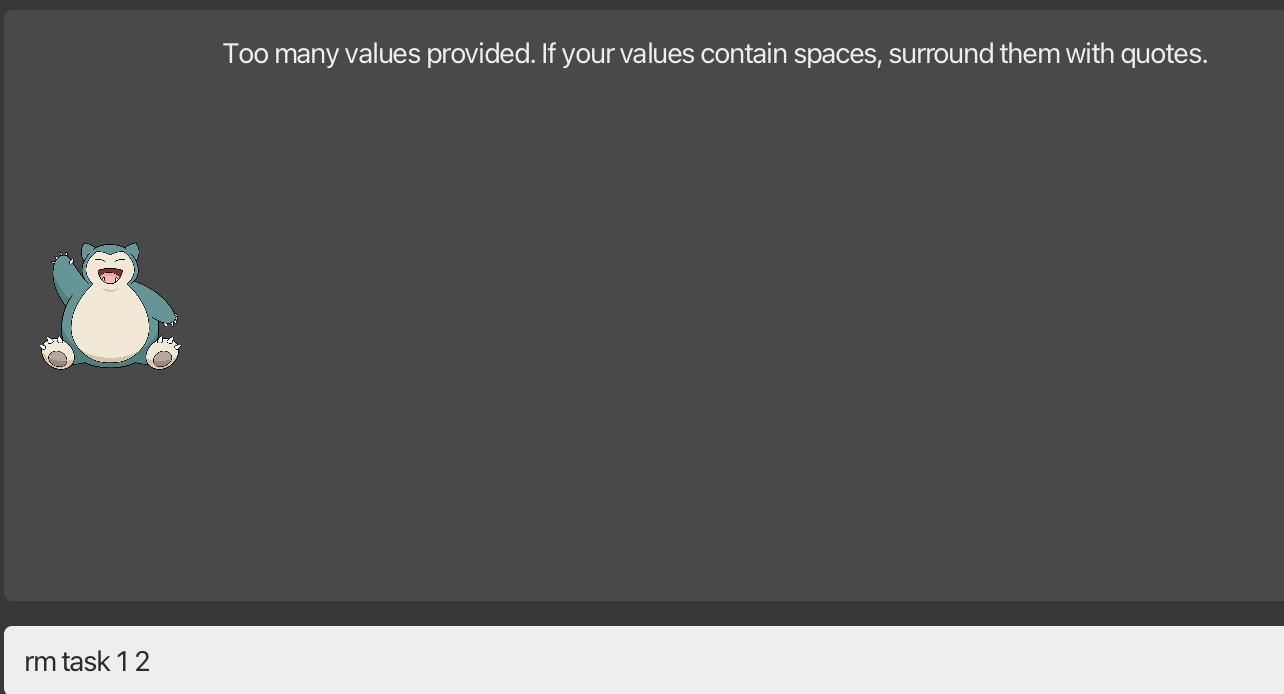 Too many values provided. If your values contain spaces, surround them with quotes.
rm task 1 2